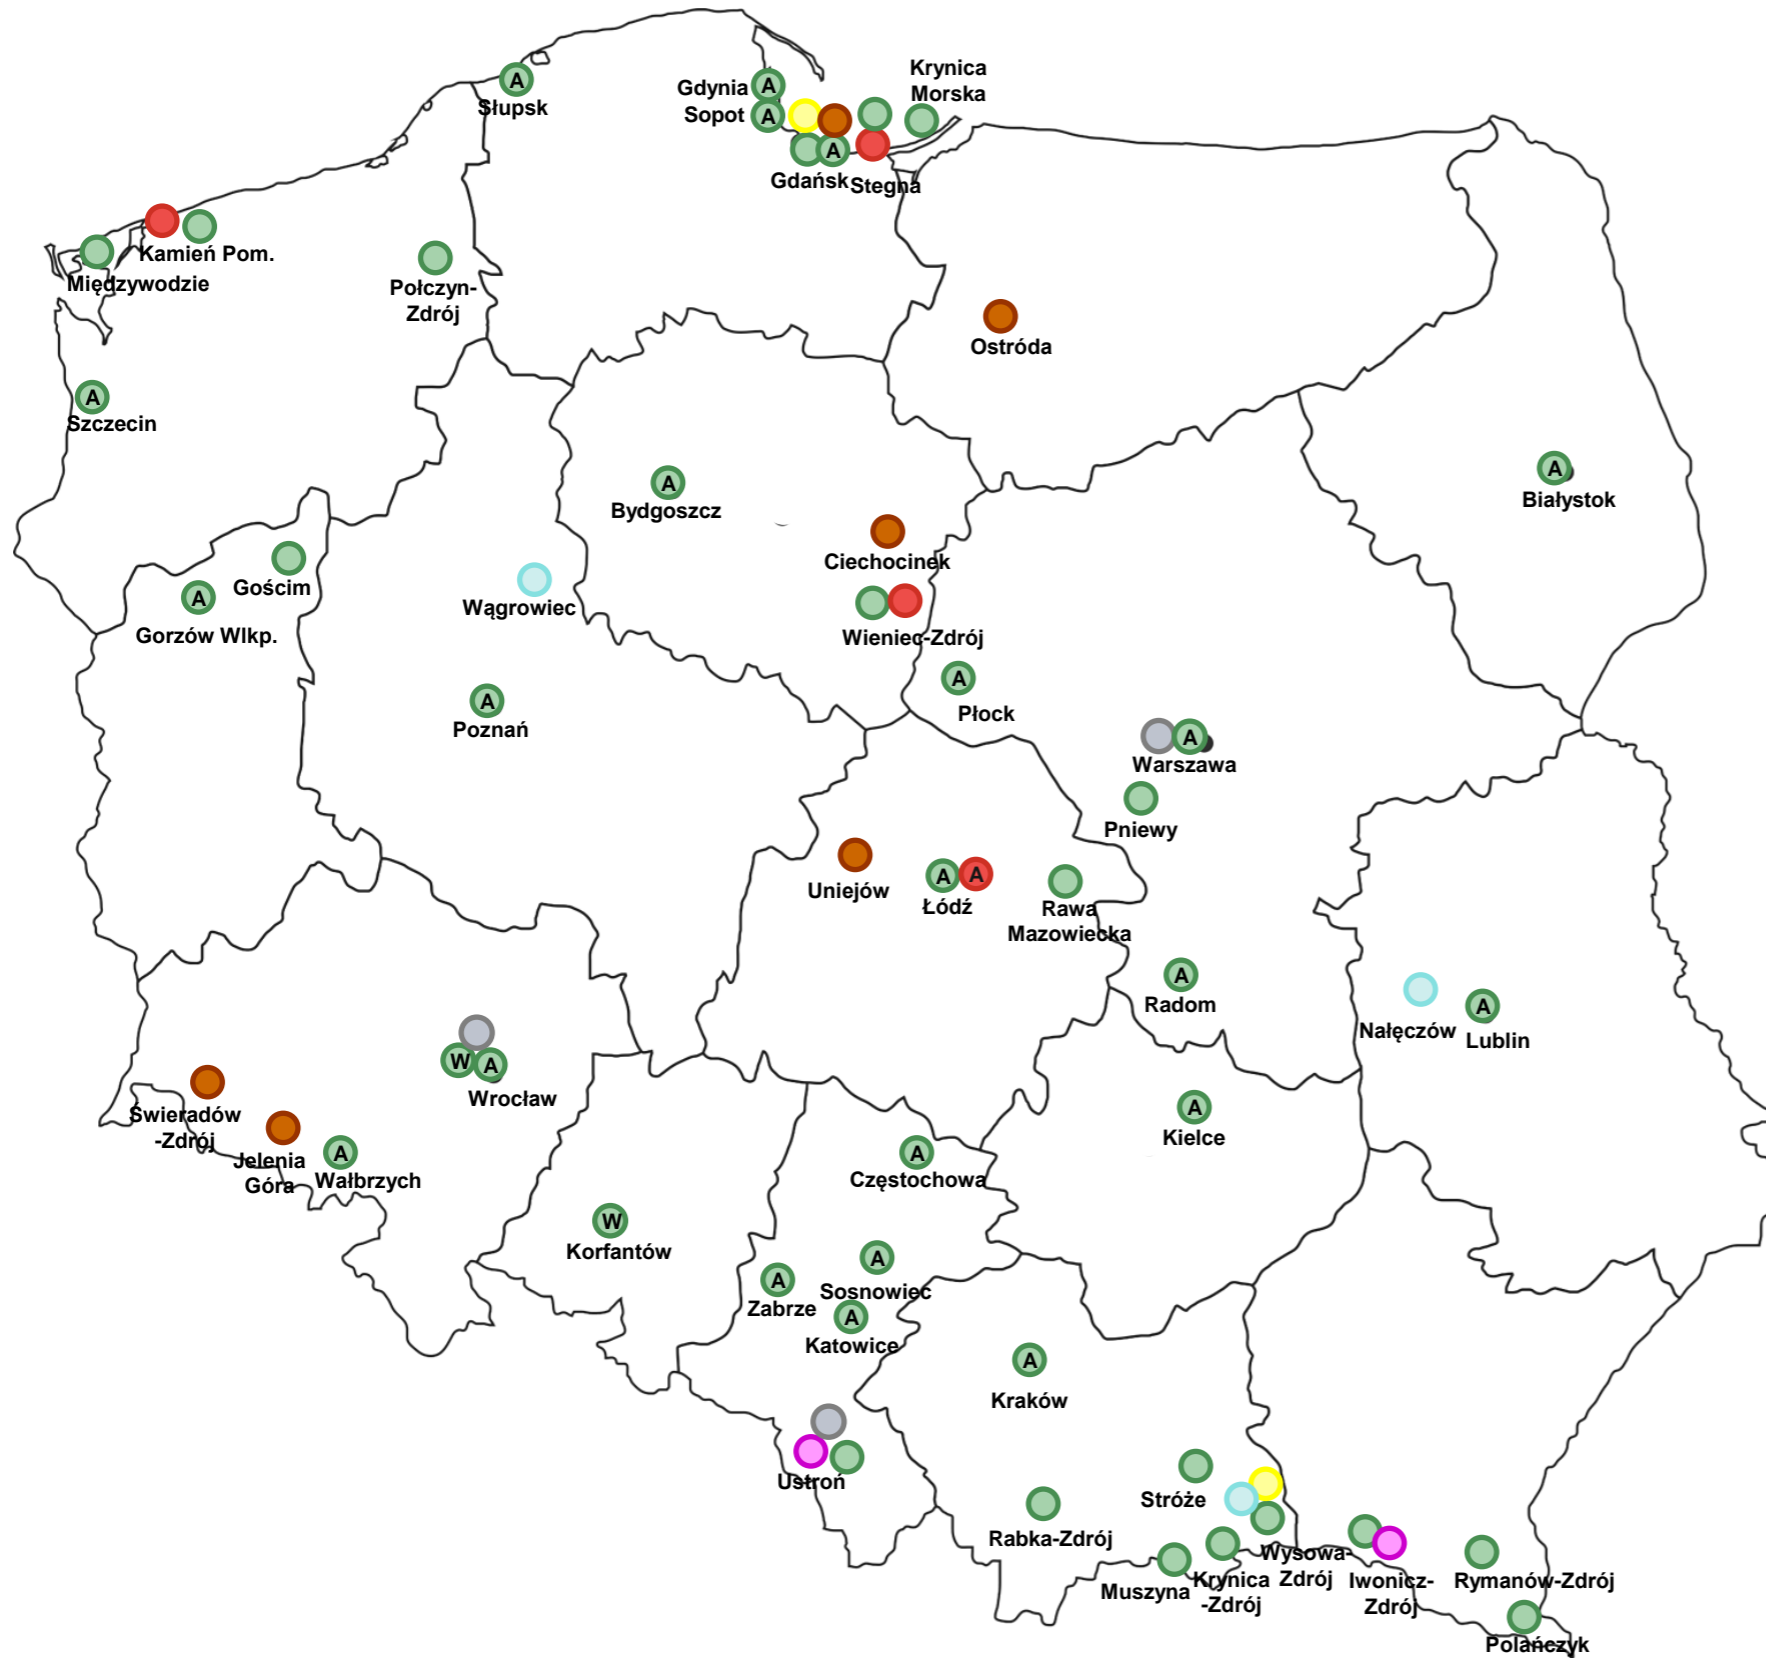 A
Słupsk
Gdynia A
Sopot A
Krynica
Morska
A
Gdańsk
Stegna
Kamień Pom.
Międzywodzie
Połczyn-
Zdrój
Ostróda
A
Szczecin
A
Bydgoszcz
A
Białystok
Ciechocinek
Gościm
A
Gorzów Wlkp.
Wągrowiec
Wieniec-Zdrój
A
Płock
A
Poznań
A
Warszawa
Pniewy
Uniejów
A A
Łódź
Rawa
Mazowiecka
A
Radom
Nałęczów
A
Lublin
W A
Wrocław
Świeradów
-Zdrój
Jelenia
Góra
A
Wałbrzych
A
Kielce
A
Częstochowa
W
Korfantów
A
Sosnowiec
A
Zabrze
A
Katowice
A
Kraków
Ustroń
Stróże
Rabka-Zdrój
Muszyna
Krynica
-Zdrój
Wysowa-
Zdrój
Iwonicz-
Zdrój
Rymanów-Zdrój
Polańczyk